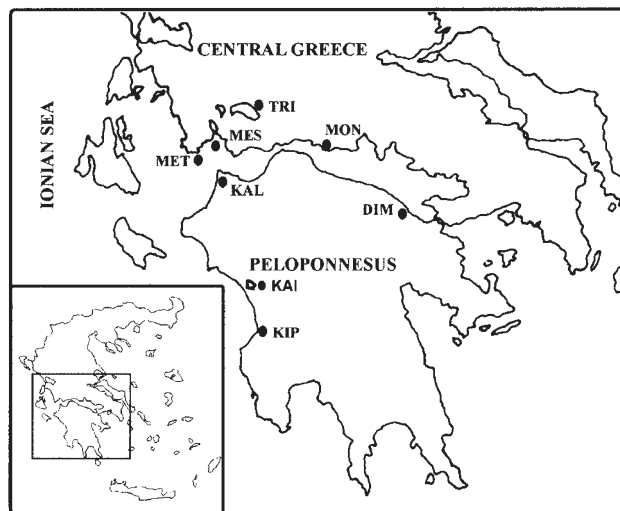 CENTRAL GREECE
IONIAN SEA
TRI
MES
MON
MET
KAL
DIM
PELOPONNESUS
KAI
KIP